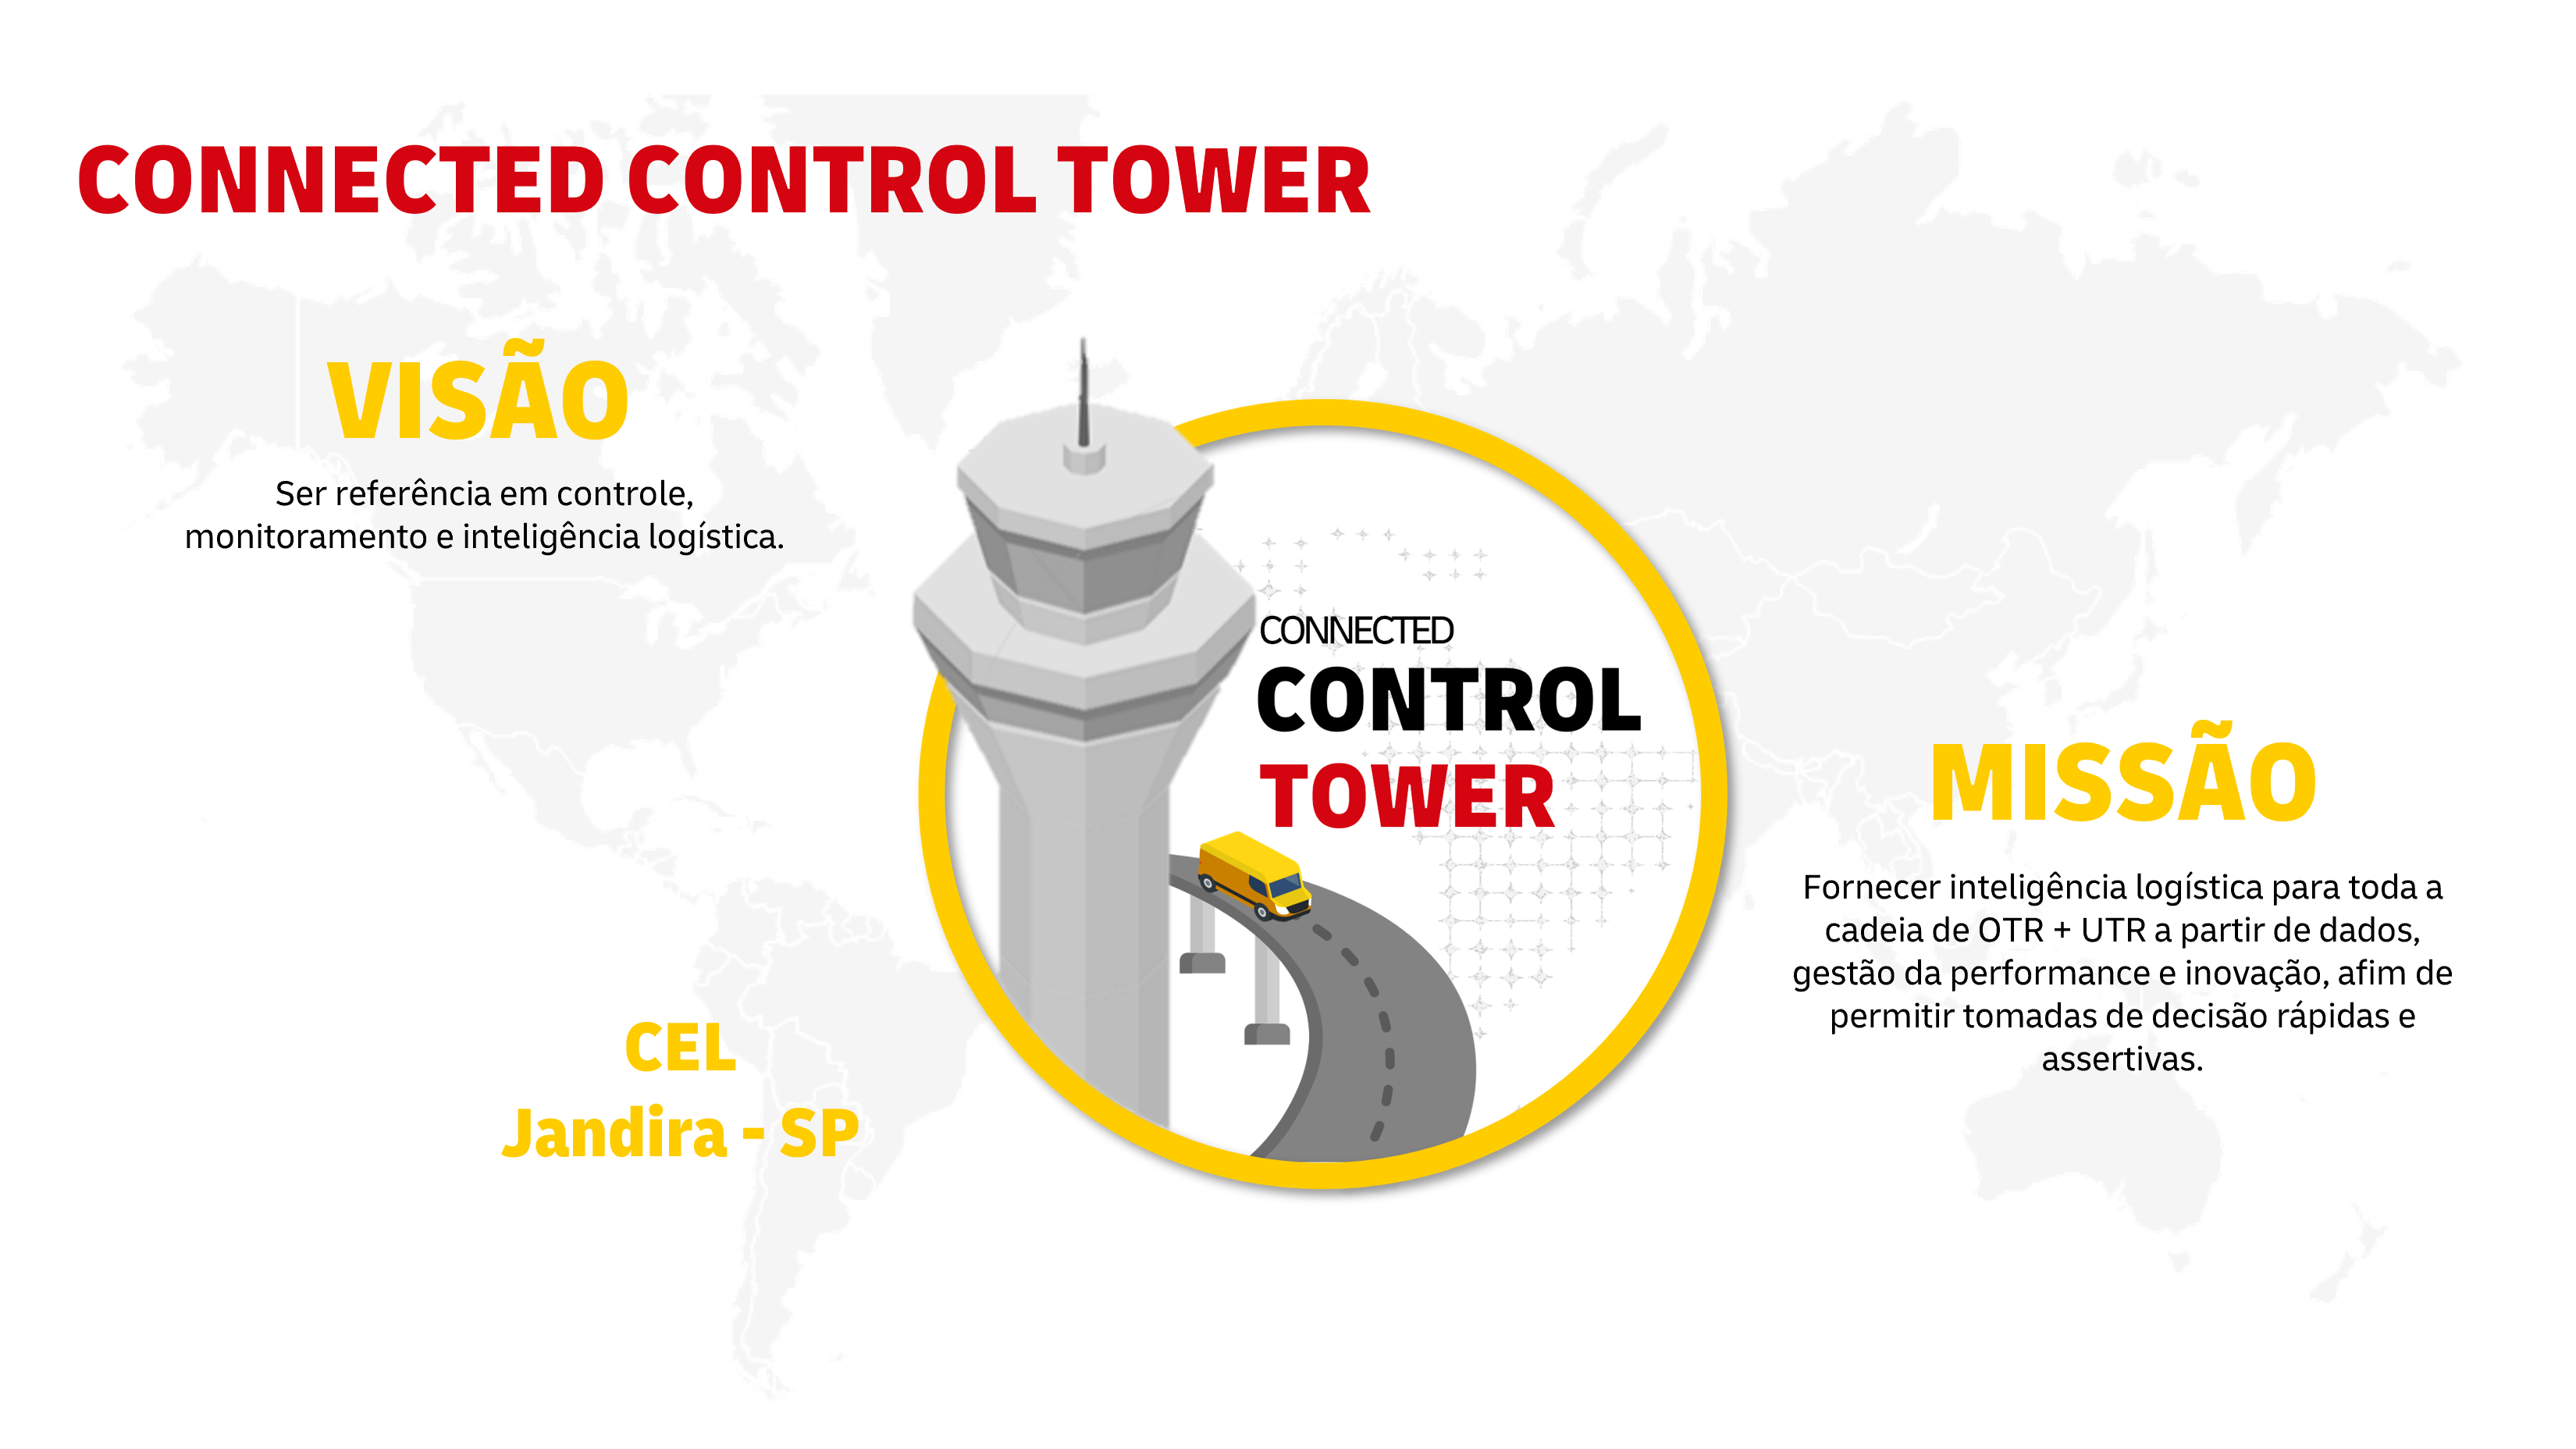 CONNECTED CONTROL TOWER
VISÃO
Ser referência em controle,
monitoramento e inteligência logística.
CONNECTED
CONTROL
TOWER
MISSÃO
Fornecer inteligência logística para toda a
cadeia de OTR + UTR a partir de dados,
gestão da performance e inovação, afim de
permitir tomadas de decisão rápidas e
assertivas.
CEL
Jandira - SP